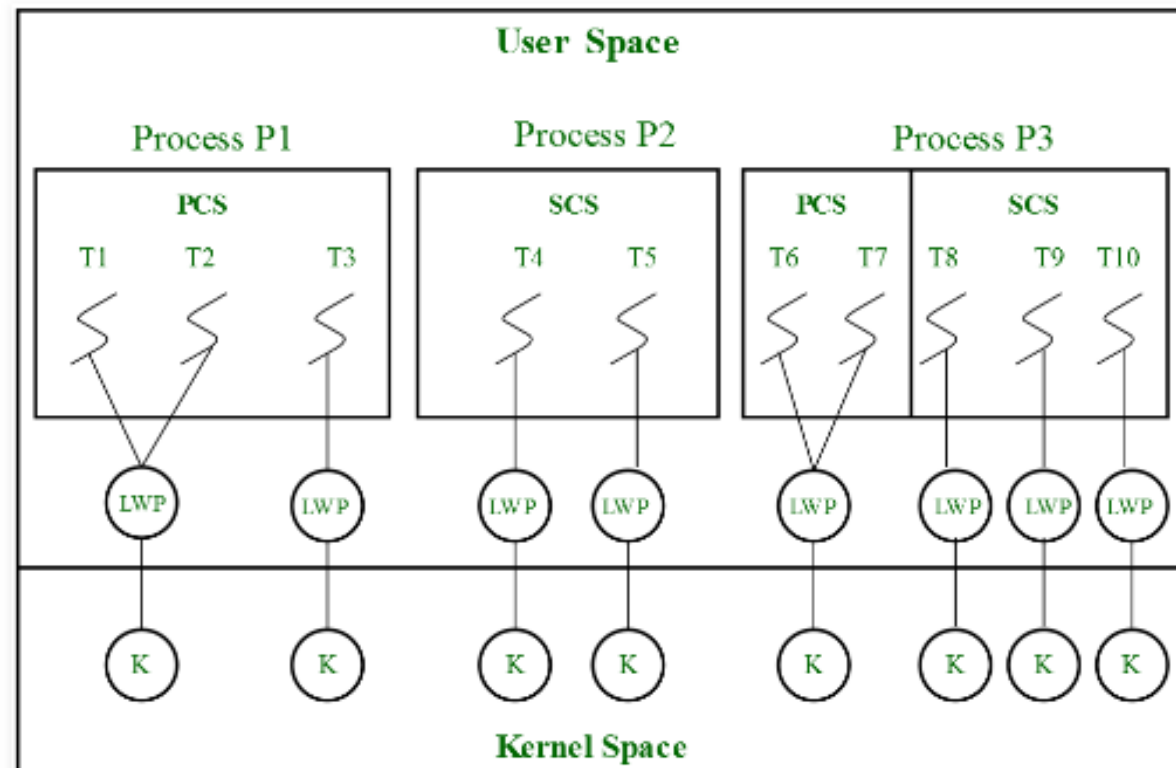 User Space
Process P1 Process P2 Process P3
PCS SCS PCS SCS
T1 T2 T3 T4 T5 T6 T7 T8 T9 T10
LWP LWP LWP LWP LWP LWP LWP LWP
K K K K K K K K
Kernel Space